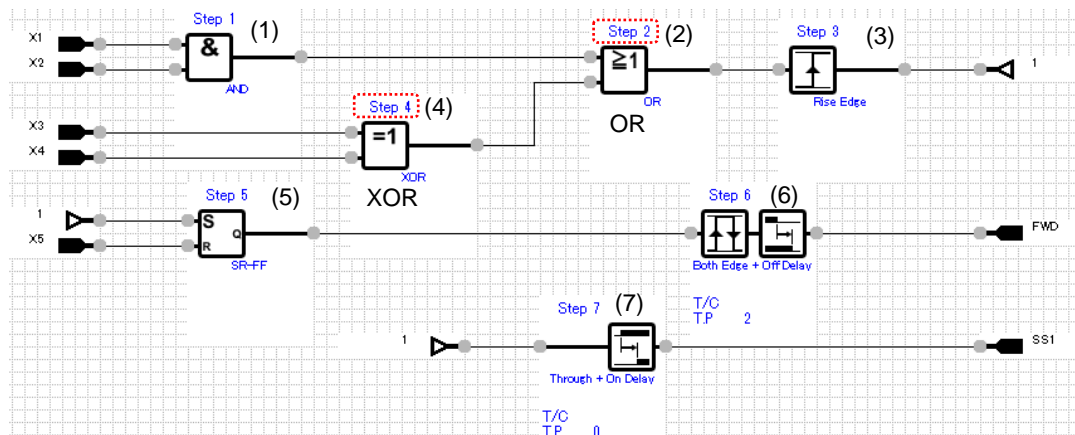 Step 1 (1)
X1
X2
&
AND
Step 2 (2)
≧1
OR
OR
Step 3 (3)
Rise Edge
1
Step 4 (4)
X3
X4
=1
XOR
XOR
Step 5 (5)
1
X5
S
R
Q
SR-FF
Step 6 (6)
Both Edge + Off Delay
FWD
T/C
T.P 2
Step 7 (7)
1
Through + On Delay
SS1
T/C
T.P 0